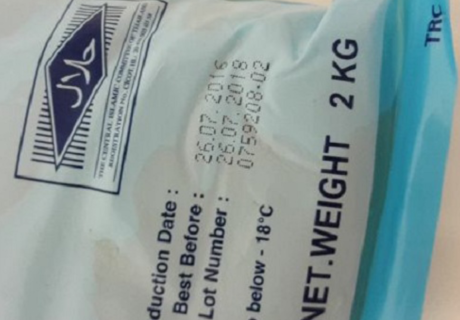 حلال
THE CENTRAL ISLAMIC COMMITTEE OF THAILAND
duction Date : 26.07. 2016
Best Before : 26.07. 2018
Lot Number : 0759208-02
below - 18°C
NET.WEIGHT 2 KG
TRC